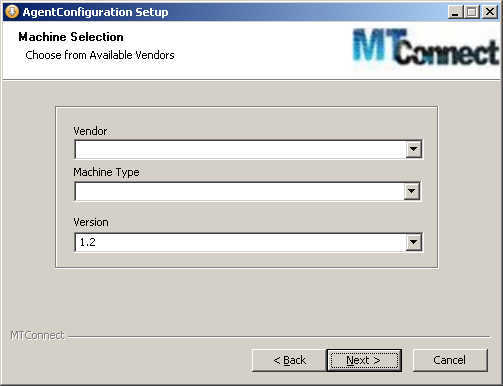 AgentConfiguration Setup
Machine Selection
Choose from Available Vendors
MTConnect
Vendor
Machine Type
Version
1.2
MTConnect
< Back
Next >
Cancel